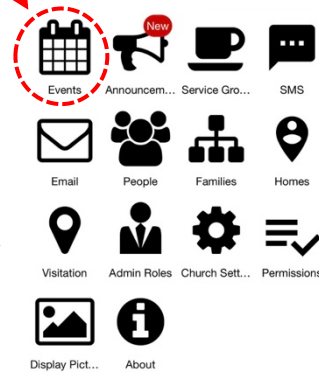 New
Events Announcem... Service Gro... SMS
Email People Families Homes
Visitation Admin Roles Church Sett... Permissions
Display Pict... About